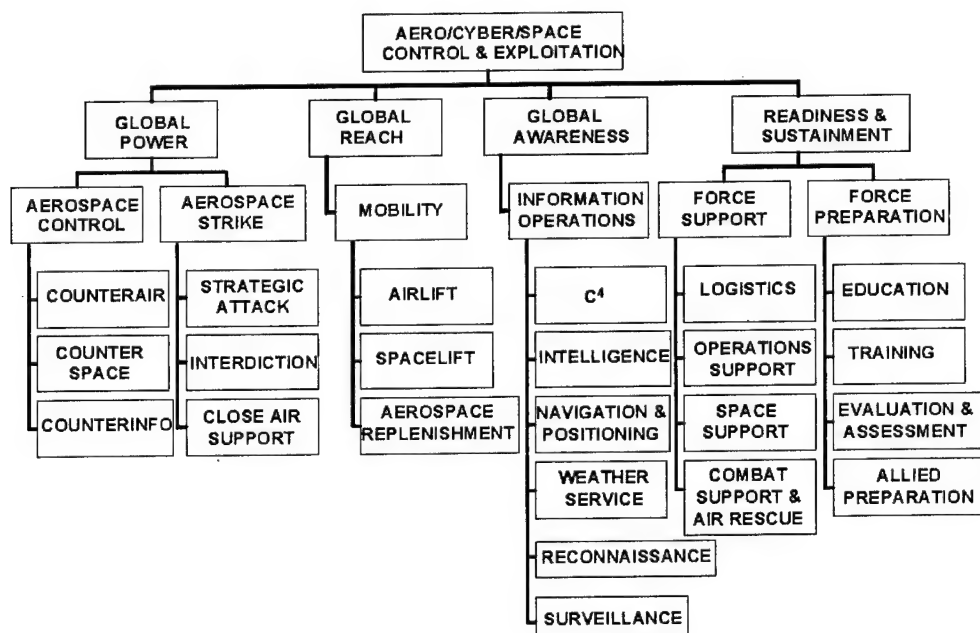 AERO/CYBER/SPACE
CONTROL & EXPLOITATION
GLOBAL
POWER
GLOBAL
REACH
GLOBAL
AWARENESS
READINESS &
SUSTAINMENT
AEROSPACE
CONTROL
AEROSPACE
STRIKE
MOBILITY
INFORMATION
OPERATIONS
FORCE
SUPPORT
FORCE
PREPARATION
COUNTERAIR
COUNTER
SPACE
COUNTERINFO
STRATEGIC
ATTACK
INTERDICTION
CLOSE AIR
SUPPORT
AIRLIFT
SPACELIFT
AEROSPACE
REPLENISHMENT
C⁴
INTELLIGENCE
NAVIGATION &
POSITIONING
WEATHER
SERVICE
RECONNAISSANCE
SURVEILLANCE
LOGISTICS
OPERATIONS
SUPPORT
SPACE
SUPPORT
COMBAT
SUPPORT &
AIR RESCUE
EDUCATION
TRAINING
EVALUATION &
ASSESSMENT
ALLIED
PREPARATION